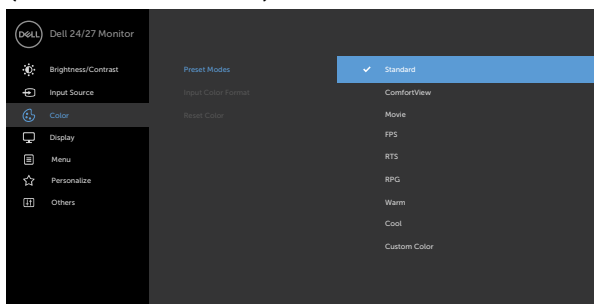 DELL Dell 24/27 Monitor
Brightness/Contrast
Input Source
Color
Display
Menu
Personalize
Others
Preset Modes
Input Color Format
Reset Color
Standard
ComfortView
Movie
FPS
RTS
RPG
Warm
Cool
Custom Color